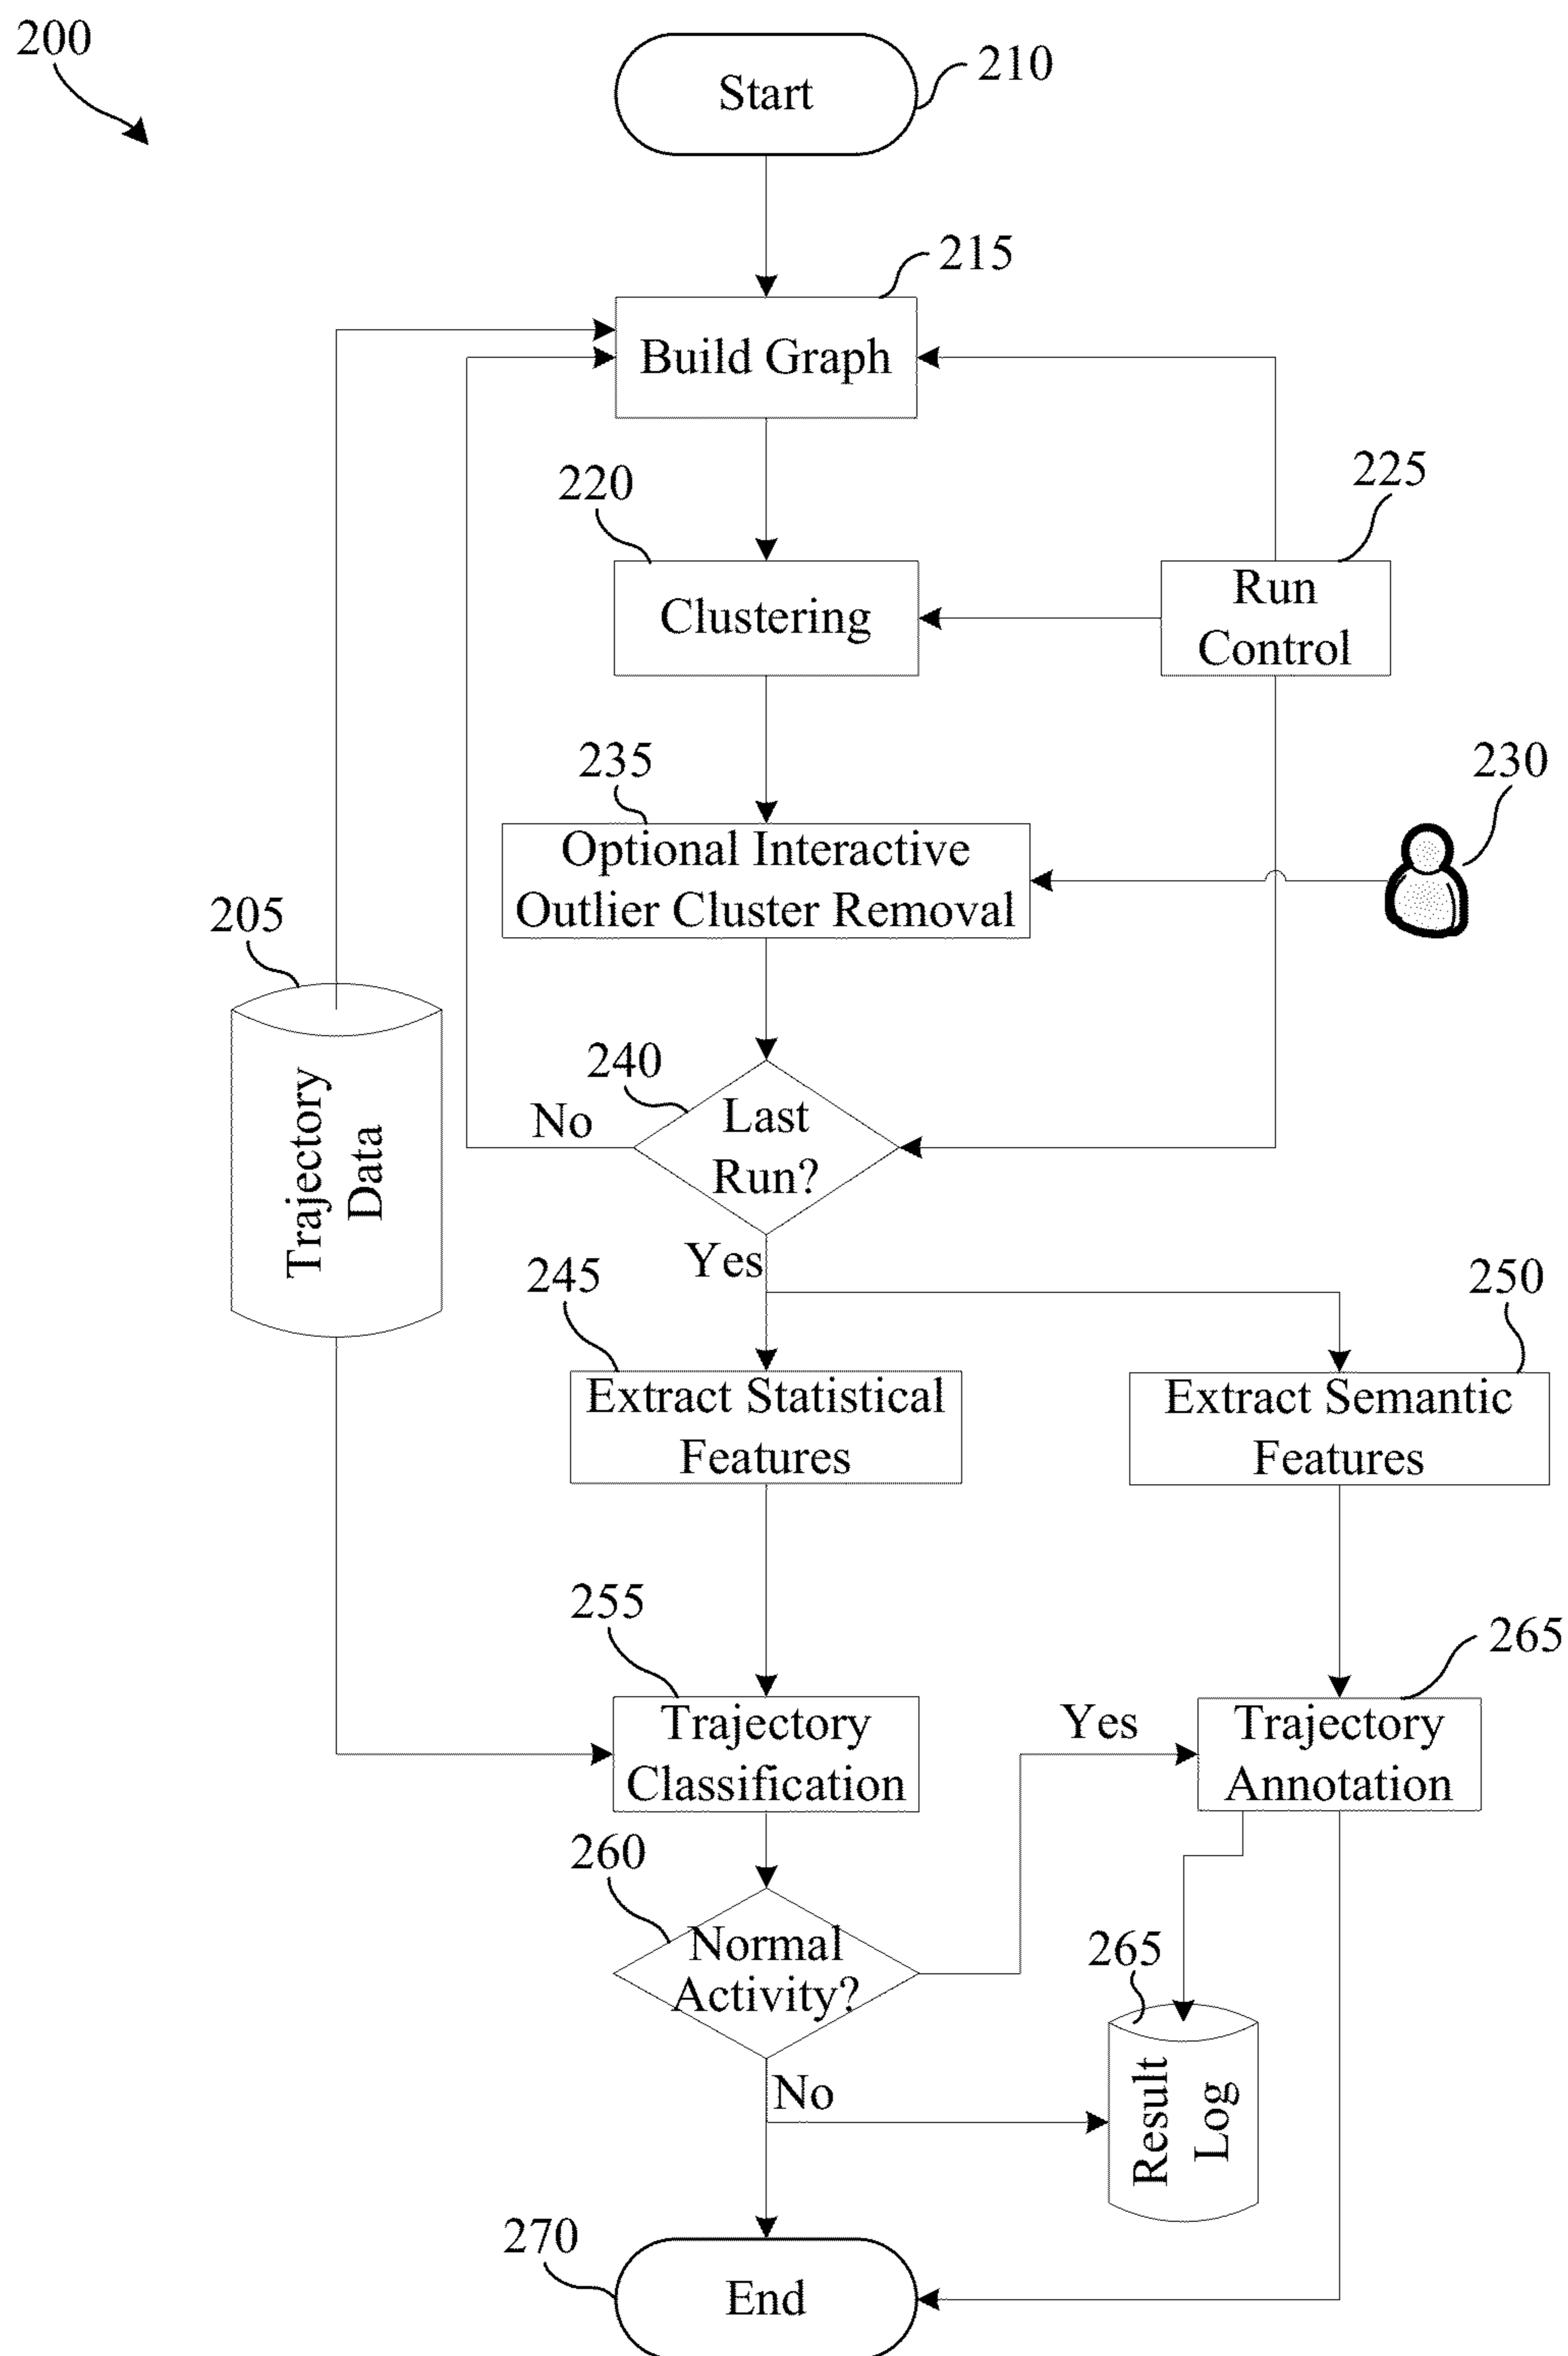 200
Start
210
215
Build Graph
220
225
Clustering
Run
Control
235
230
Optional Interactive
Outlier Cluster Removal
205
Trajectory
Data
240
Last
Run?
No
Yes
245
250
Extract Statistical
Features
Extract Semantic
Features
255
265
Trajectory
Classification
Yes
Trajectory
Annotation
260
Normal
Activity?
265
No
Result
Log
270
End